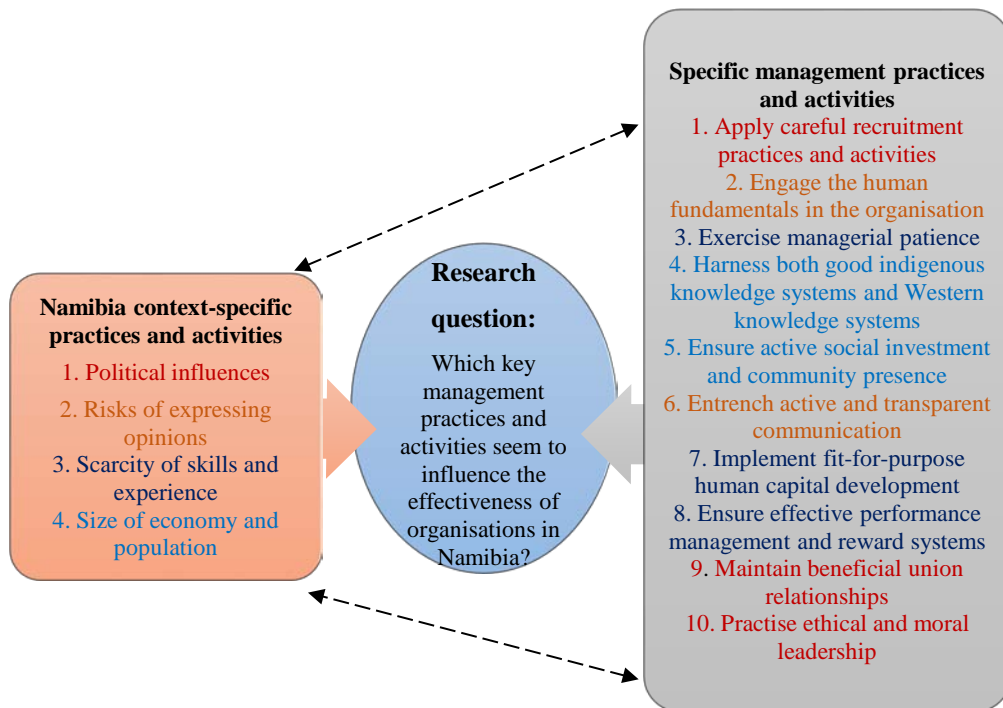 Namibia context-specific
practices and activities
1. Political influences
2. Risks of expressing
opinions
3. Scarcity of skills and
experience
4. Size of economy and
population
Research
question:
Which key
management
practices and
activities seem to
influence the
effectiveness of
organisations in
Namibia?
Specific management practices
and activities
1. Apply careful recruitment
practices and activities
2. Engage the human
fundamentals in the organisation
3. Exercise managerial patience
4. Harness both good indigenous
knowledge systems and Western
knowledge systems
5. Ensure active social investment
and community presence
6. Entrench active and transparent
communication
7. Implement fit-for-purpose
human capital development
8. Ensure effective performance
management and reward systems
9. Maintain beneficial union
relationships
10. Practise ethical and moral
leadership